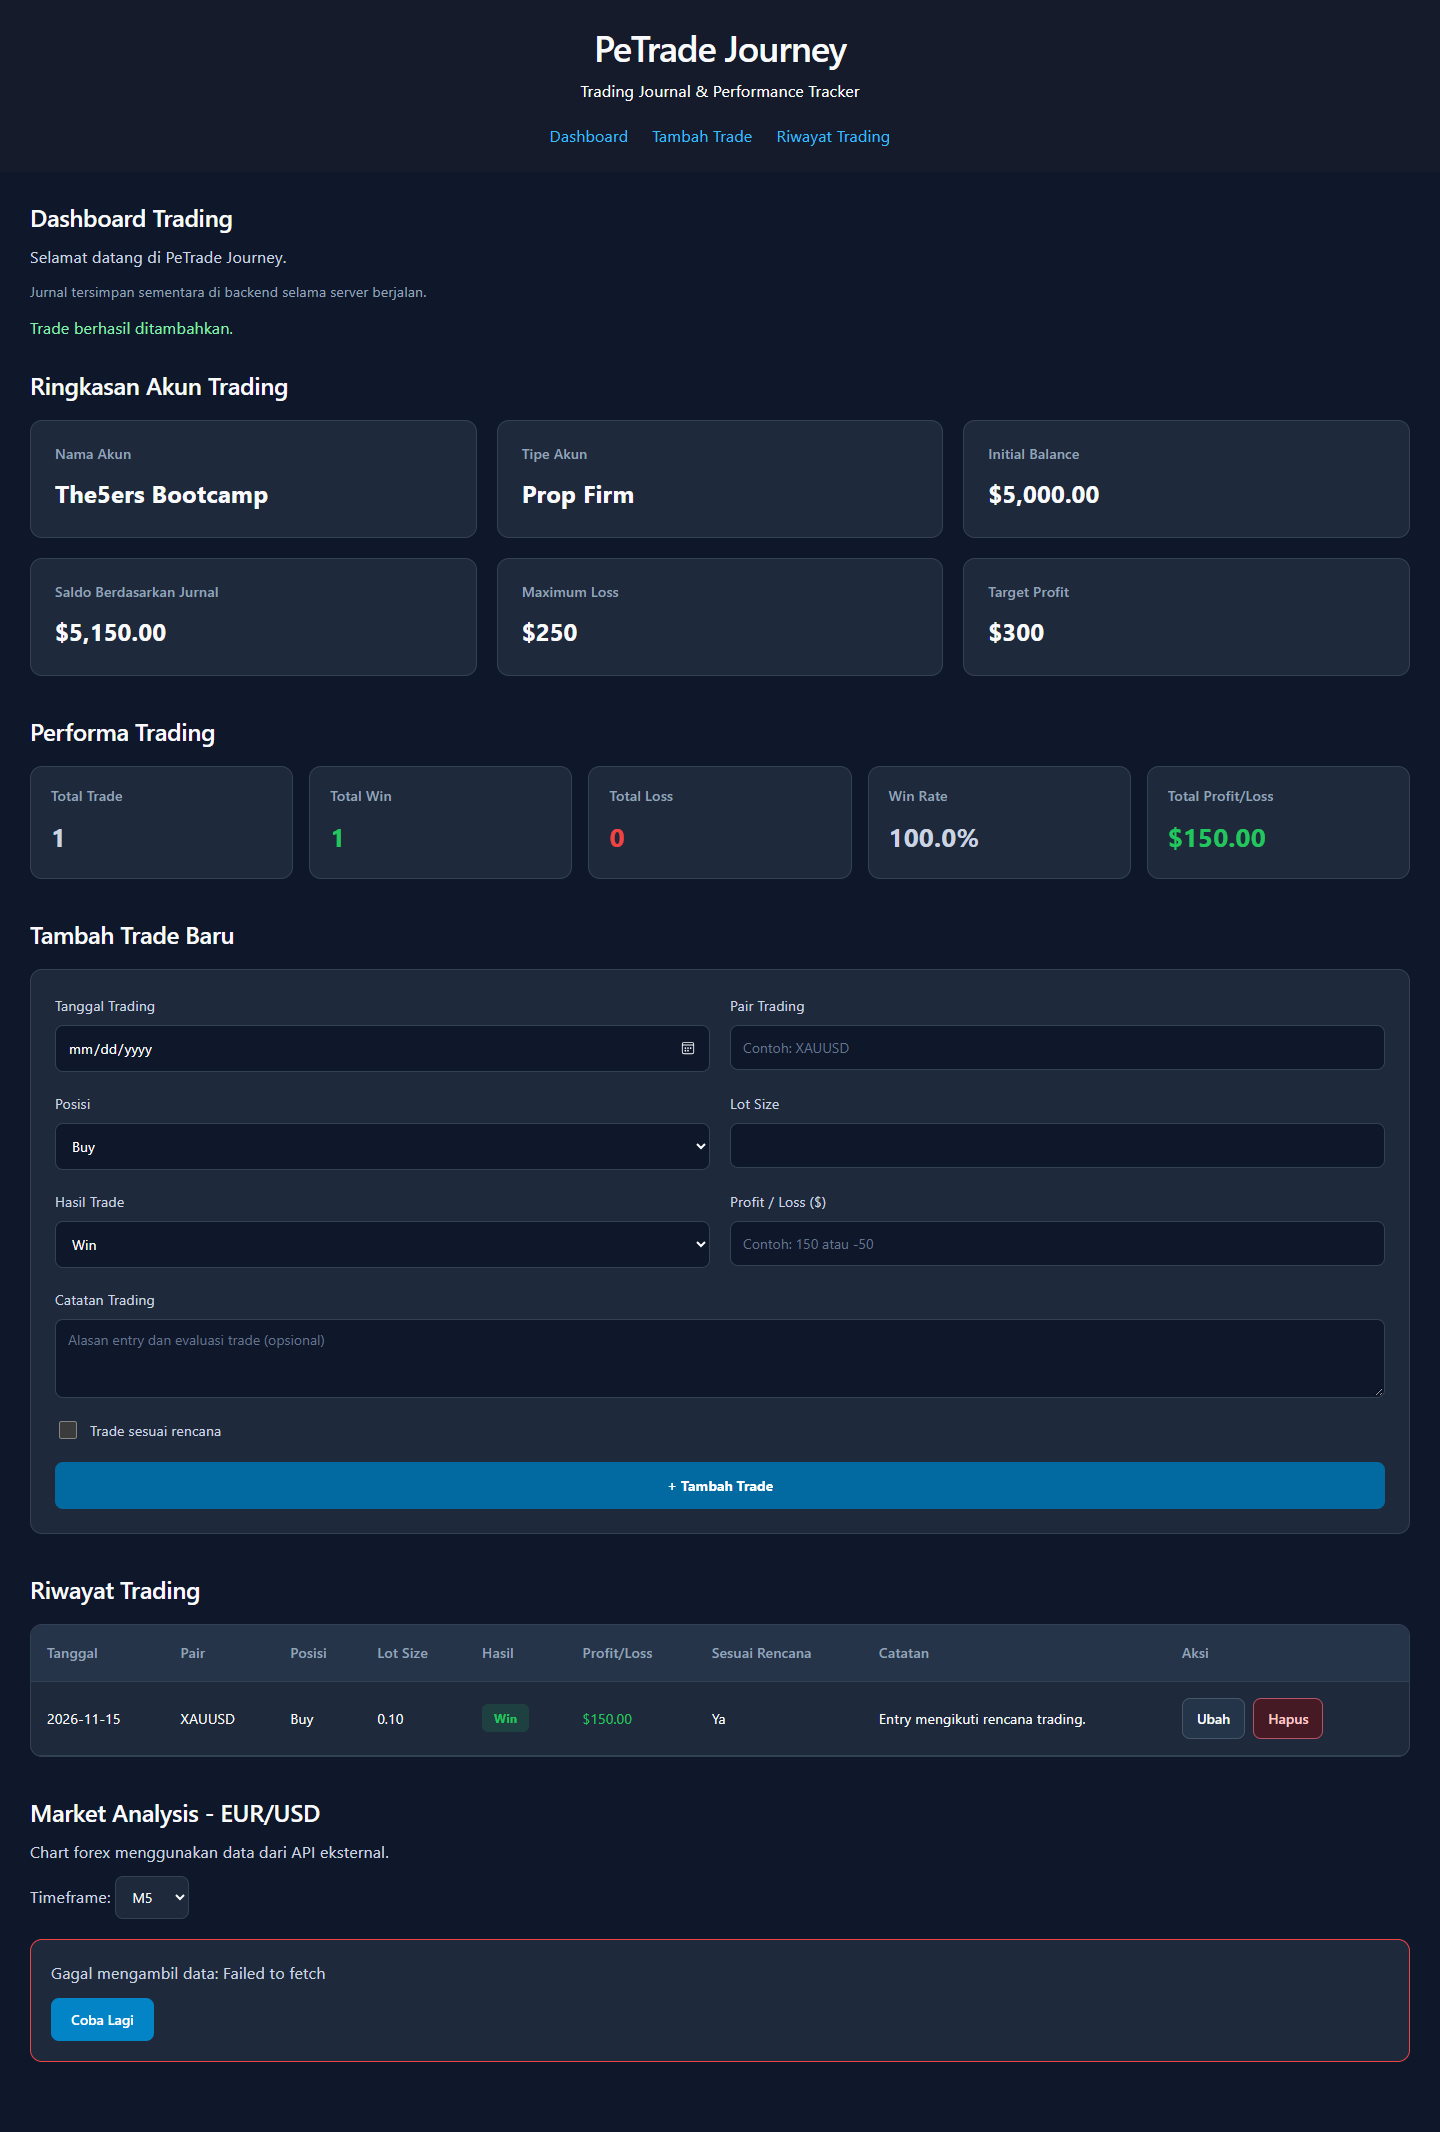 PeTrade Journey
Trading Journal & Performance Tracker
Dashboard Tambah Trade Riwayat Trading
Dashboard Trading
Selamat datang di PeTrade Journey.
Jurnal tersimpan sementara di backend selama server berjalan.
Trade berhasil ditambahkan.
Ringkasan Akun Trading
Nama Akun
The5ers Bootcamp
Tipe Akun
Prop Firm
Initial Balance
$5,000.00
Saldo Berdasarkan Jurnal
$5,150.00
Maximum Loss
$250
Target Profit
$300
Performa Trading
Total Trade
1
Total Win
1
Total Loss
0
Win Rate
100.0%
Total Profit/Loss
$150.00
Tambah Trade Baru
Tanggal Trading
mm/dd/yyyy
Pair Trading
Contoh: XAUUSD
Posisi
Buy
Lot Size
Hasil Trade
Win
Profit / Loss ($)
Contoh: 150 atau -50
Catatan Trading
Alasan entry dan evaluasi trade (opsional)
Trade sesuai rencana
+ Tambah Trade
Riwayat Trading
Tanggal Pair Posisi Lot Size Hasil Profit/Loss Sesuai Rencana Catatan Aksi
2026-11-15 XAUUSD Buy 0.10 Win $150.00 Ya Entry mengikuti rencana trading. Ubah Hapus
Market Analysis - EUR/USD
Chart forex menggunakan data dari API eksternal.
Timeframe: M5
Gagal mengambil data: Failed to fetch
Coba Lagi